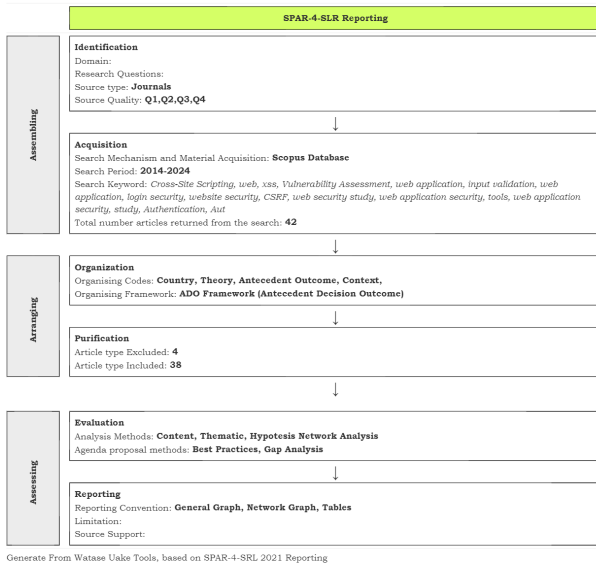 SPAR-4-SLR Reporting
Assembling
Identification
Domain:
Research Questions:
Source type: Journals
Source Quality: Q1,Q2,Q3,Q4
↓
Acquisition
Search Mechanism and Material Acquisition: Scopus Database
Search Period: 2014-2024
Search Keyword: Cross-Site Scripting, web, xss, Vulnerability Assessment, web application, input validation, web
application, login security, website security, CSRF, web security study, web application security, tools, web application
security, study, Authentication, Aut
Total number articles returned from the search: 42
↓
Arranging
Organization
Organising Codes: Country, Theory, Antecedent Outcome, Context,
Organising Framework: ADO Framework (Antecedent Decision Outcome)
↓
Purification
Article type Excluded: 4
Article type Included: 38
↓
Assessing
Evaluation
Analysis Methods: Content, Thematic, Hypotesis Network Analysis
Agenda proposal methods: Best Practices, Gap Analysis
↓
Reporting
Reporting Convention: General Graph, Network Graph, Tables
Limitation:
Source Support:
Generate From Watase Uake Tools, based on SPAR-4-SRL 2021 Reporting